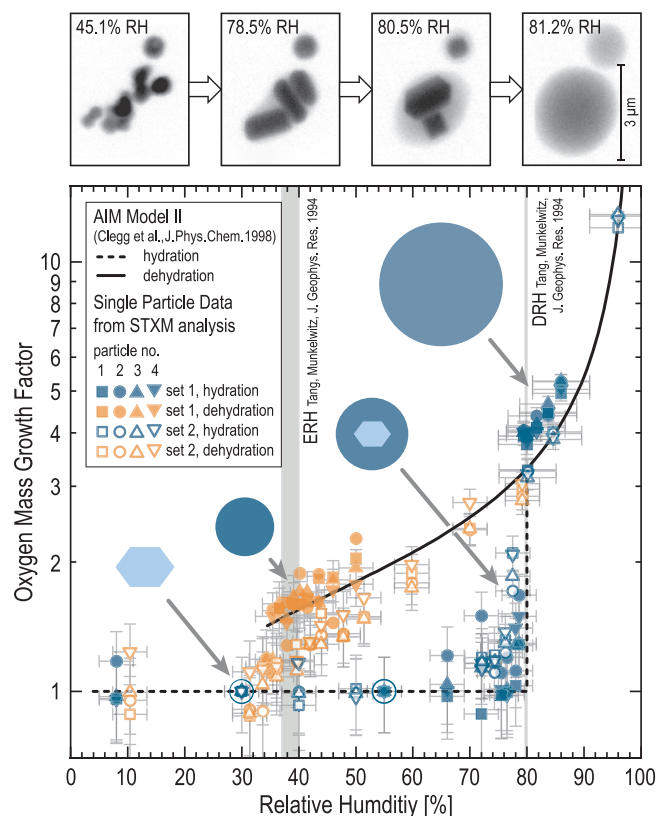 45.1% RH
78.5% RH
80.5% RH
81.2% RH
3 µm
AIM Model II
(Clegg et al.,J.Phys.Chem.1998)
hydration
dehydration
Single Particle Data
from STXM analysis
particle no.
1 2 3 4
set 1, hydration
set 1, dehydration
set 2, hydration
set 2, dehydration
ERH Tang, Munkelwitz, J. Geophys. Res. 1994
DRH Tang, Munkelwitz,
J. Geophys. Res. 1994
Oxygen Mass Growth Factor
10
9
8
7
6
5
4
3
2
1
0 10 20 30 40 50 60 70 80 90 100
Relative Humditiy [%]